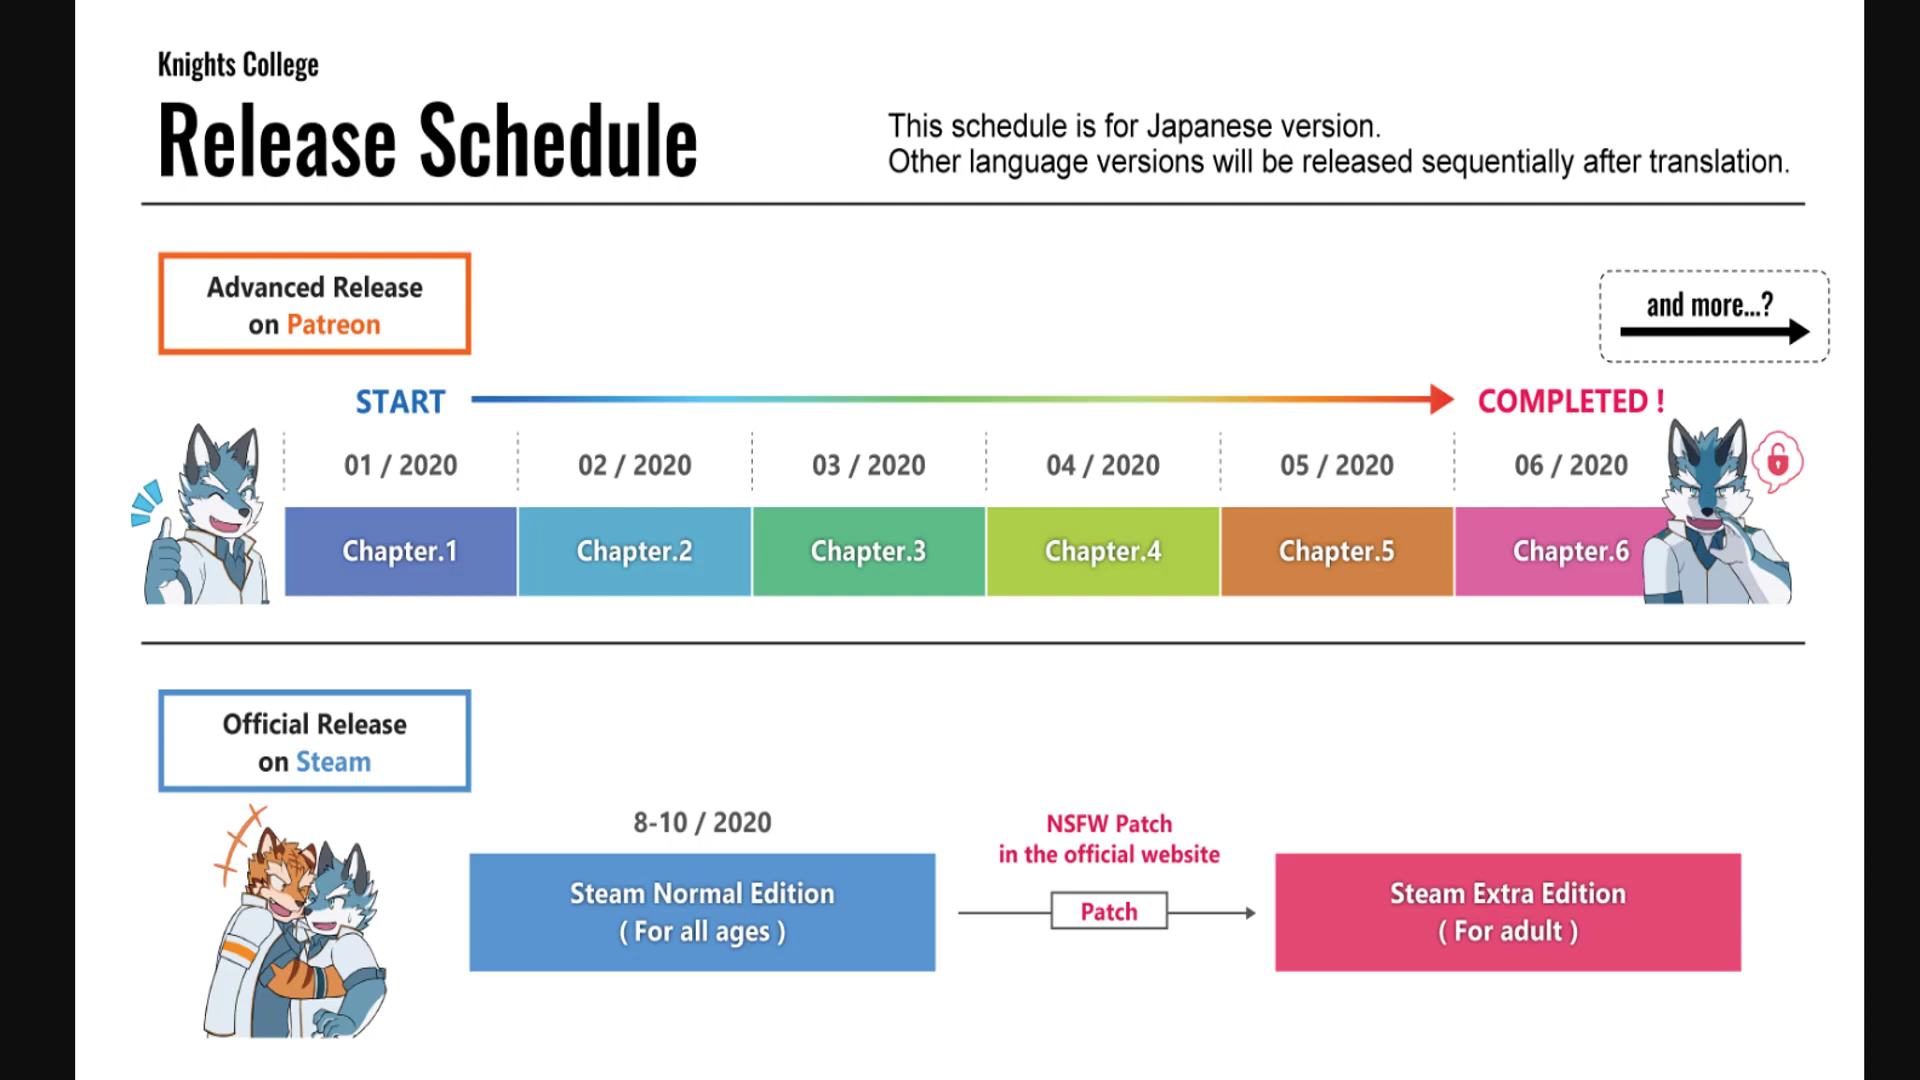 Knights College
Release Schedule
This schedule is for Japanese version.
Other language versions will be released sequentially after translation.
Advanced Release
on Patreon
and more...?
START
COMPLETED !
01 / 2020
02 / 2020
03 / 2020
04 / 2020
05 / 2020
06 / 2020
Chapter.1
Chapter.2
Chapter.3
Chapter.4
Chapter.5
Chapter.6
Official Release
on Steam
8-10 / 2020
Steam Normal Edition
( For all ages )
NSFW Patch
in the official website
Patch
Steam Extra Edition
( For adult )